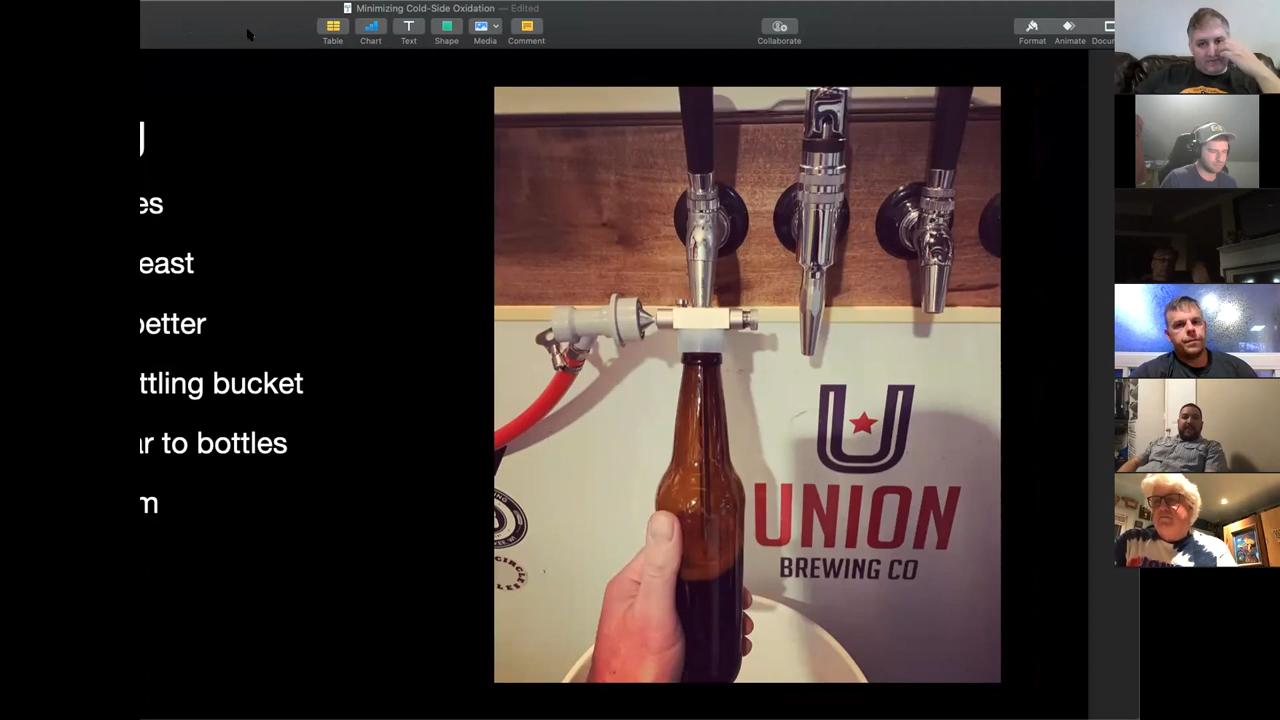 Minimizing Cold-Side Oxidation — Edited
Table
Chart
Text
Shape
Media
Comment
Collaborate
Format
Animate
g
es
east
better
ttling bucket
ar to bottles
m
U
UNION
BREWING CO